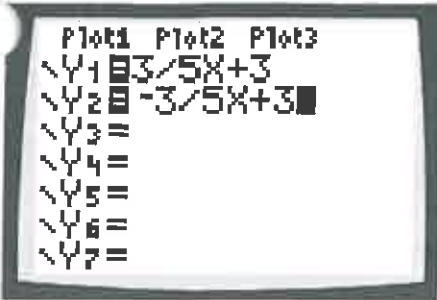 Plot1 Plot2 Plot3
\Y1=3/5X+3
\Y2=-3/5X+3
\Y3=
\Y4=
\Y5=
\Y6=
\Y7=